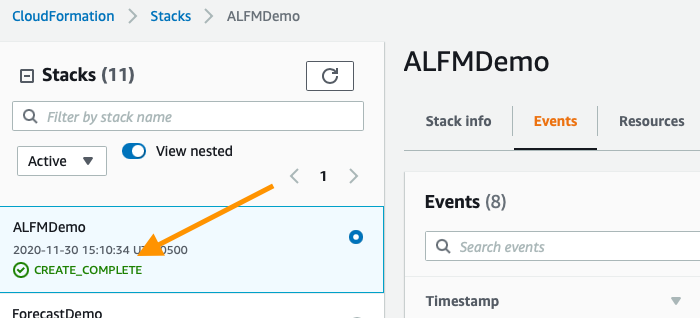 CloudFormation > Stacks > ALFMDemo
Stacks (11)
Filter by stack name
Active
View nested
1
ALFMDemo
2020-11-30 15:10:34 0500
CREATE_COMPLETE
ForecastDemo
ALFMDemo
Stack info
Events
Resources
Events (8)
Search events
Timestamp